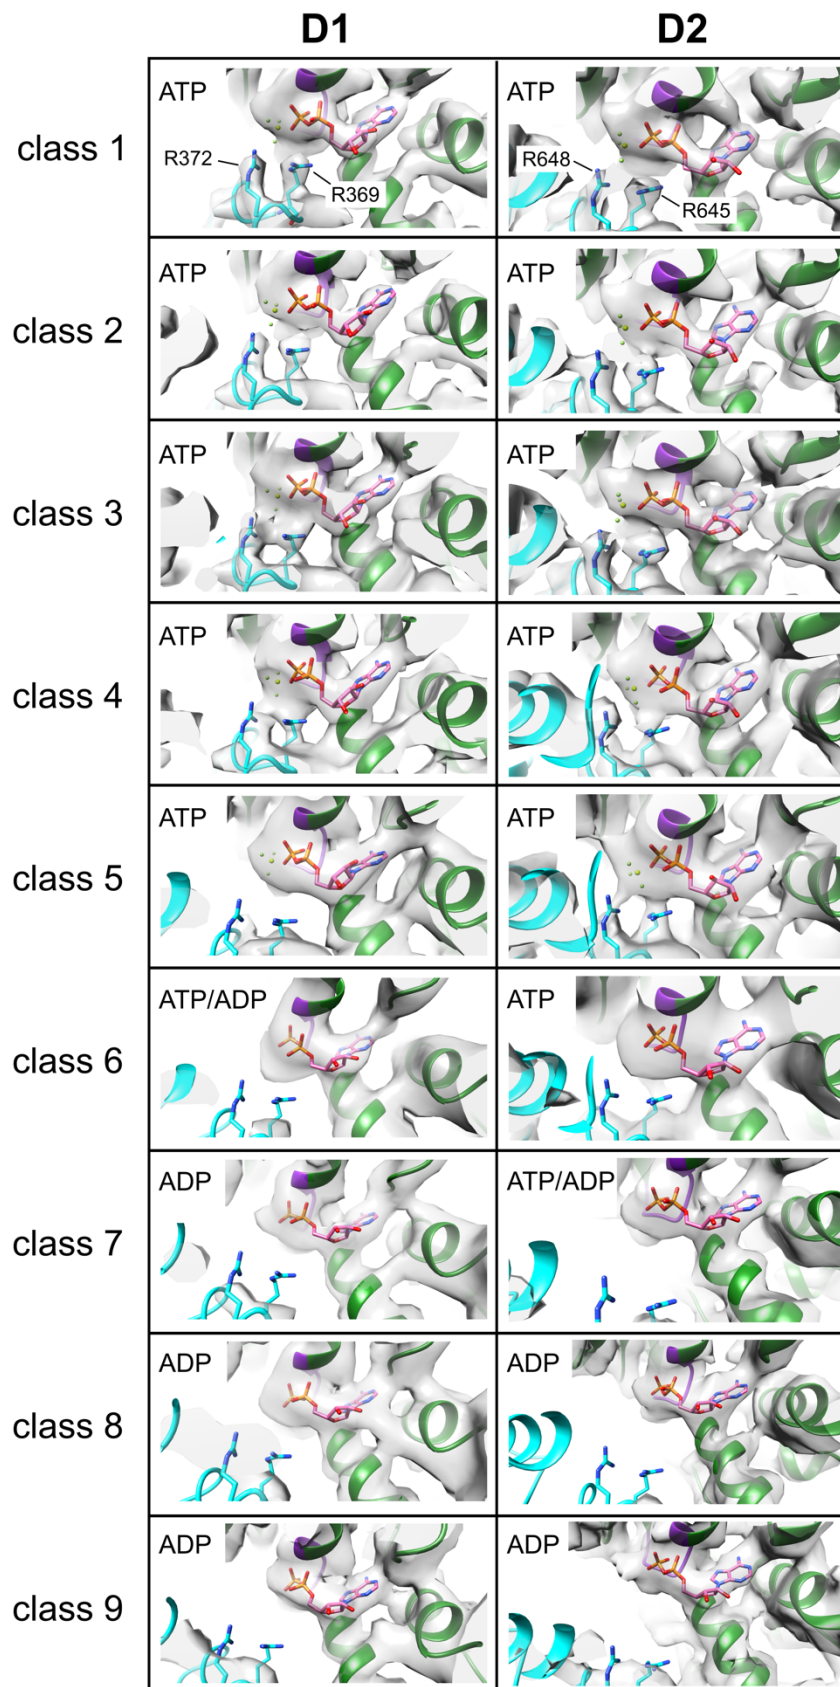 D1 D2
class 1 ATP ATP
R372 R369 R648 R645
class 2 ATP ATP
class 3 ATP ATP
class 4 ATP ATP
class 5 ATP ATP
class 6 ATP/ADP ATP
class 7 ADP ATP/ADP
class 8 ADP ADP
class 9 ADP ADP